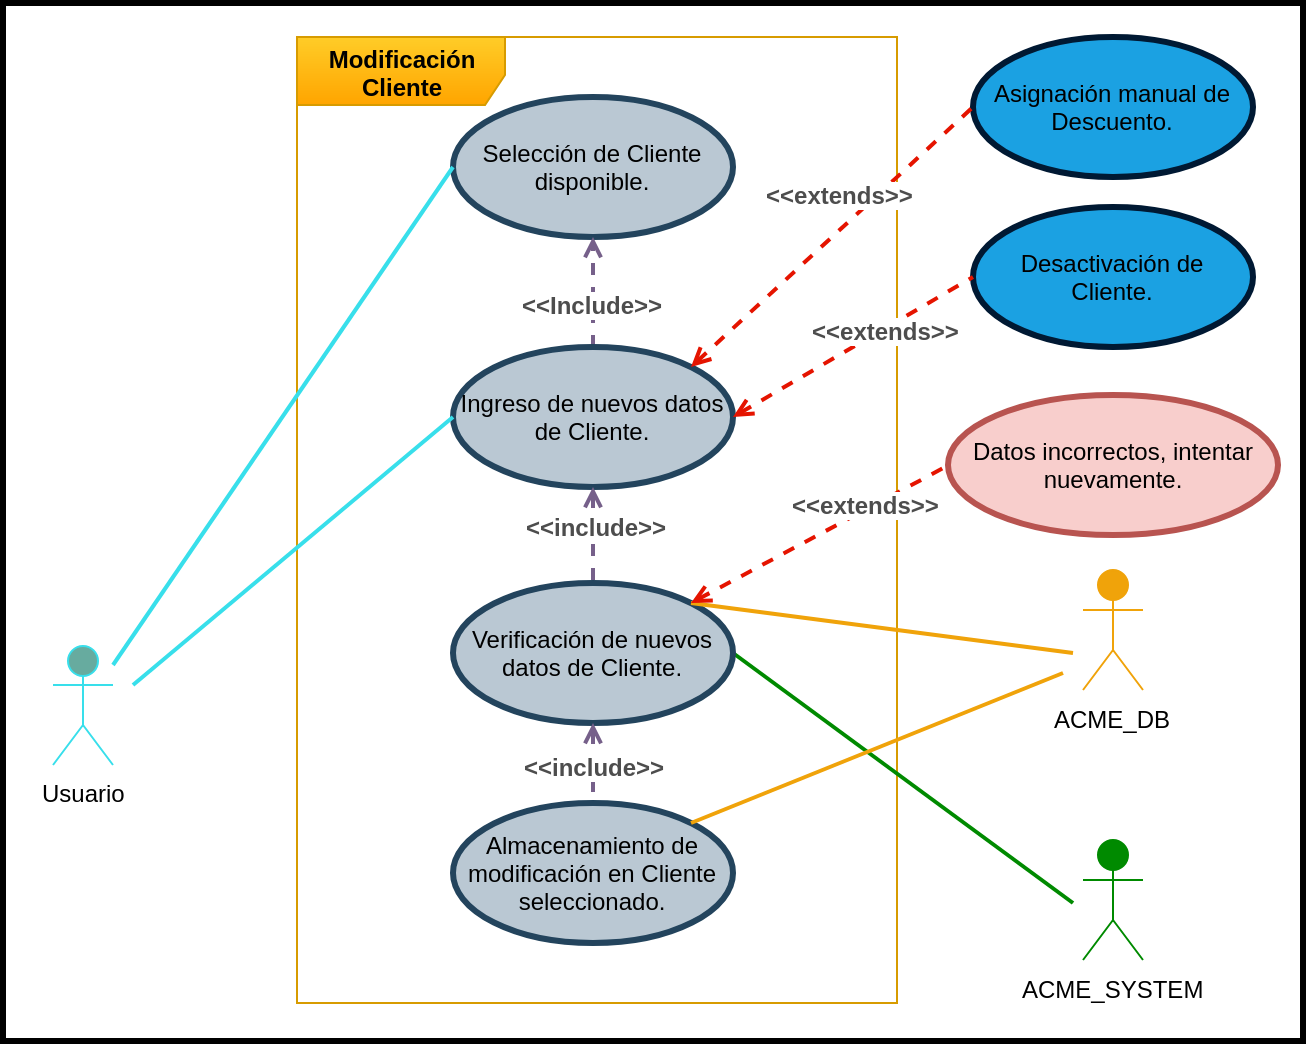 Modificación
Cliente
Selección de Cliente
disponible.
<<Include>>
Ingreso de nuevos datos
de Cliente.
<<include>>
Verificación de nuevos
datos de Cliente.
<<include>>
Almacenamiento de
modificación en Cliente
seleccionado.
Asignación manual de
Descuento.
<<extends>>
Desactivación de
Cliente.
<<extends>>
Datos incorrectos, intentar
nuevamente.
<<extends>>
Usuario
ACME_DB
ACME_SYSTEM